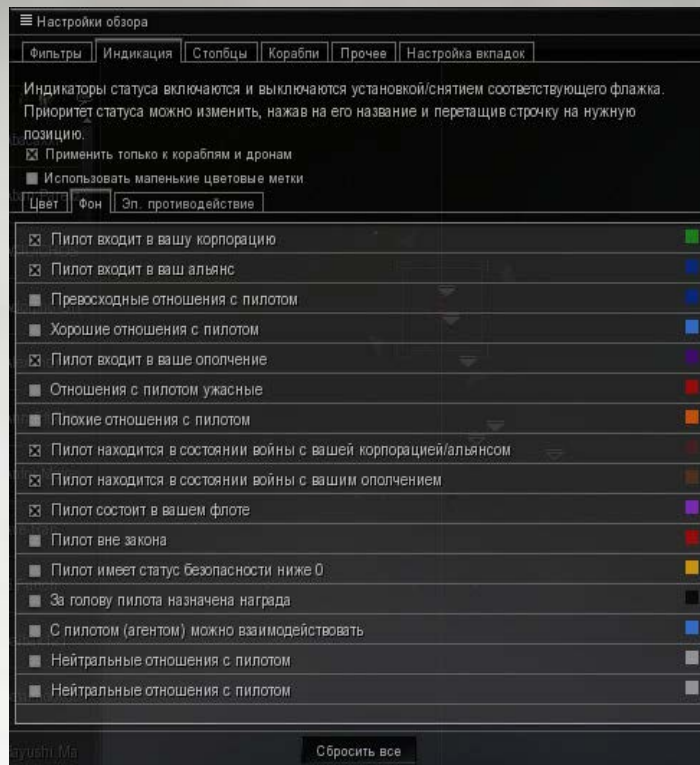 Настройки обзора
Фильтры Индикация Столбцы Корабли Прочее Настройка вкладок
Индикаторы статуса включаются и выключаются установкой/снятием соответствующего флажка.
Приоритет статуса можно изменить, нажав на его название и перетащив строчку на нужную
позицию.
Применить только к кораблям и дронам
Использовать маленькие цветовые метки
Цвет Фон Эл. противодействие
Пилот входит в вашу корпорацию
Пилот входит в ваш альянс
Превосходные отношения с пилотом
Хорошие отношения с пилотом
Пилот входит в ваше ополчение
Отношения с пилотом ужасные
Плохие отношения с пилотом
Пилот находится в состоянии войны с вашей корпорацией/альянсом
Пилот находится в состоянии войны с вашим ополчением
Пилот состоит в вашем флоте
Пилот вне закона
Пилот имеет статус безопасности ниже 0
За голову пилота назначена награда
С пилотом (агентом) можно взаимодействовать
Нейтральные отношения с пилотом
Нейтральные отношения с пилотом
Сбросить все